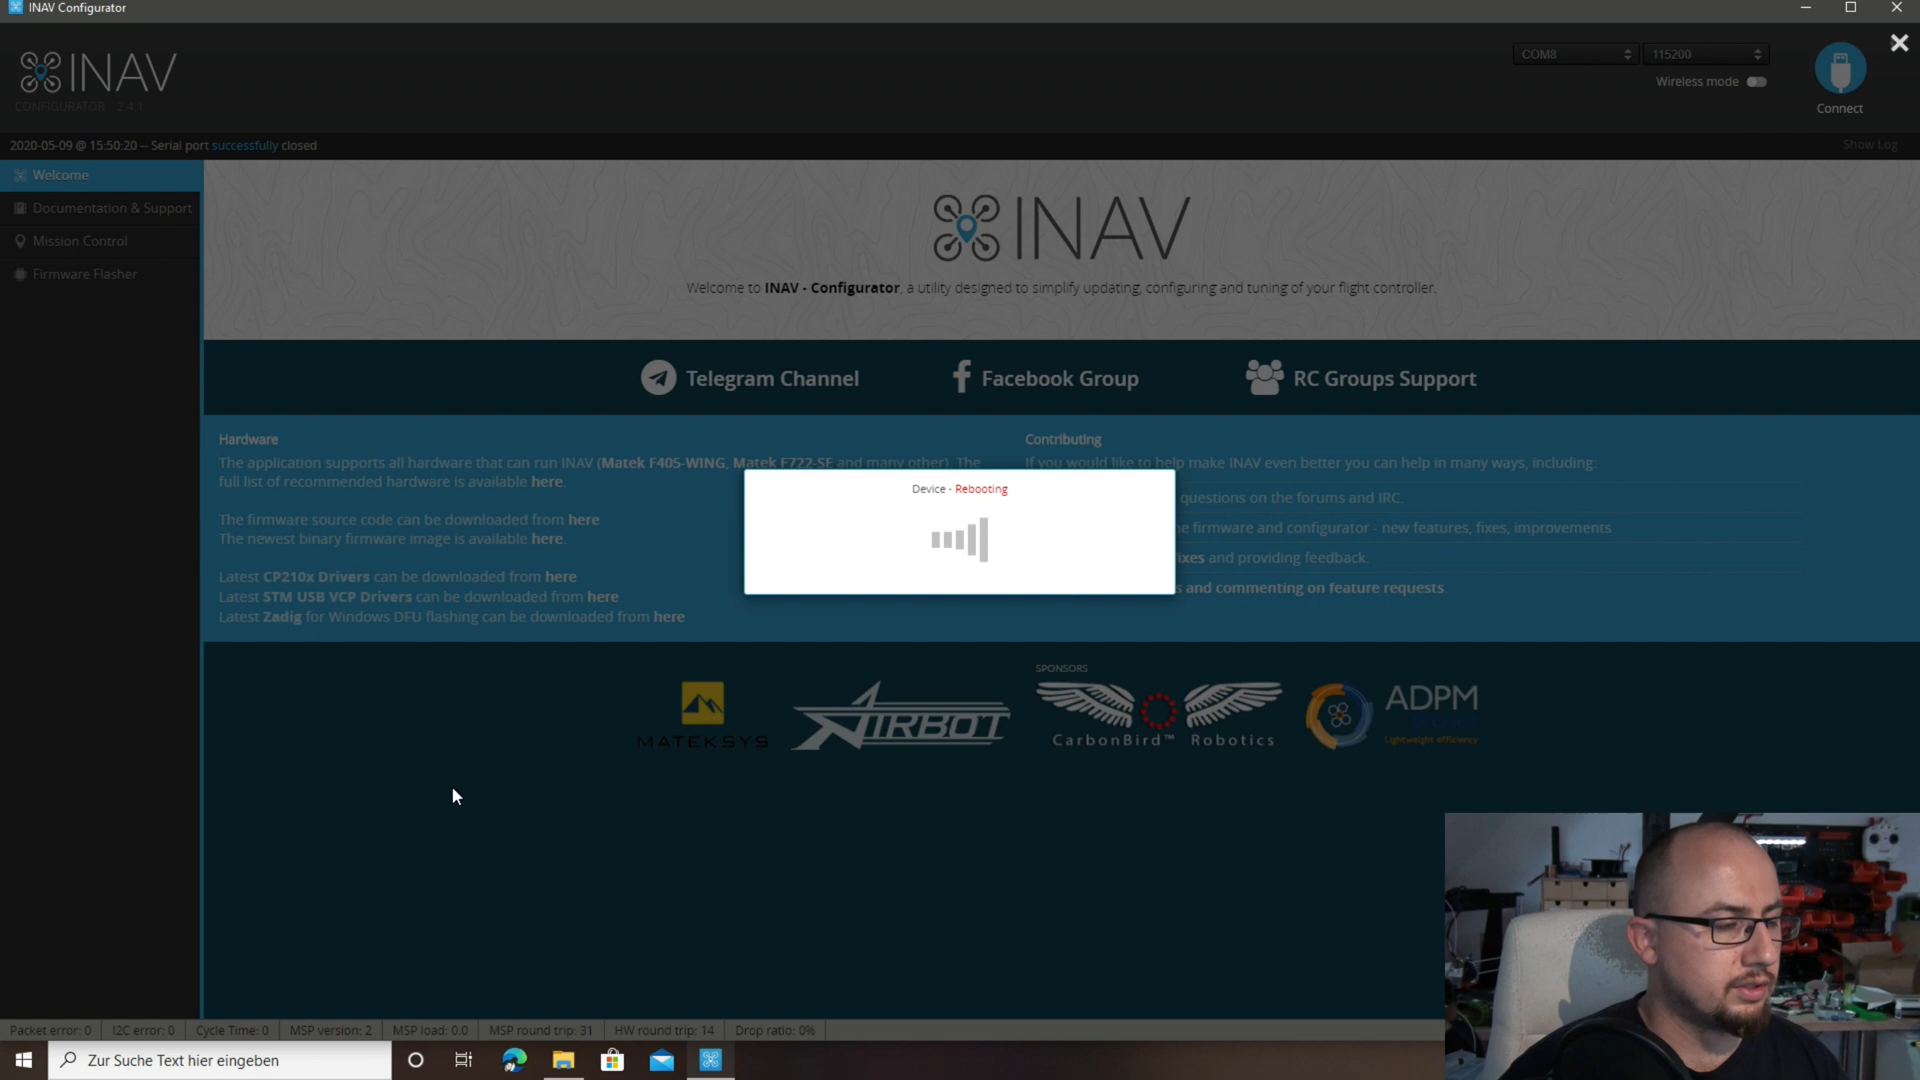 INAV Configurator
INAV
CONFIGURATOR 2.4.1
COM8
115200
Wireless mode
Connect
2020-05-09 @ 15:50:20 -- Serial port successfully closed
Show Log
Welcome
Documentation & Support
Mission Control
Firmware Flasher
INAV
Welcome to INAV - Configurator, a utility designed to simplify updating, configuring and tuning of your flight controller.
Telegram Channel
Facebook Group
RC Groups Support
Hardware
The application supports all hardware that can run INAV (Matek F405-WING, Matek F722-SE and many other). The
full list of recommended hardware is available here.
The firmware source code can be downloaded from here
The newest binary firmware image is available here.
Latest CP210x Drivers can be downloaded from here
Latest STM USB VCP Drivers can be downloaded from here
Latest Zadig for Windows DFU flashing can be downloaded from here
Contributing
If you would like to help make INAV even better you can help in many ways, including:
questions on the forums and IRC.
firmware and configurator - new features, fixes, improvements
and providing feedback.
and commenting on feature requests.
Device - Rebooting
SPONSORS
MATEKSYS
AIRBOT
CarbonBird™ Robotics
ADPM
Lightweight efficiency
Packet error: 0
I2C error: 0
Cycle Time: 0
MSP version: 2
MSP load: 0.0
MSP round trip: 31
HW round trip: 14
Drop ratio: 0%
Zur Suche Text hier eingeben